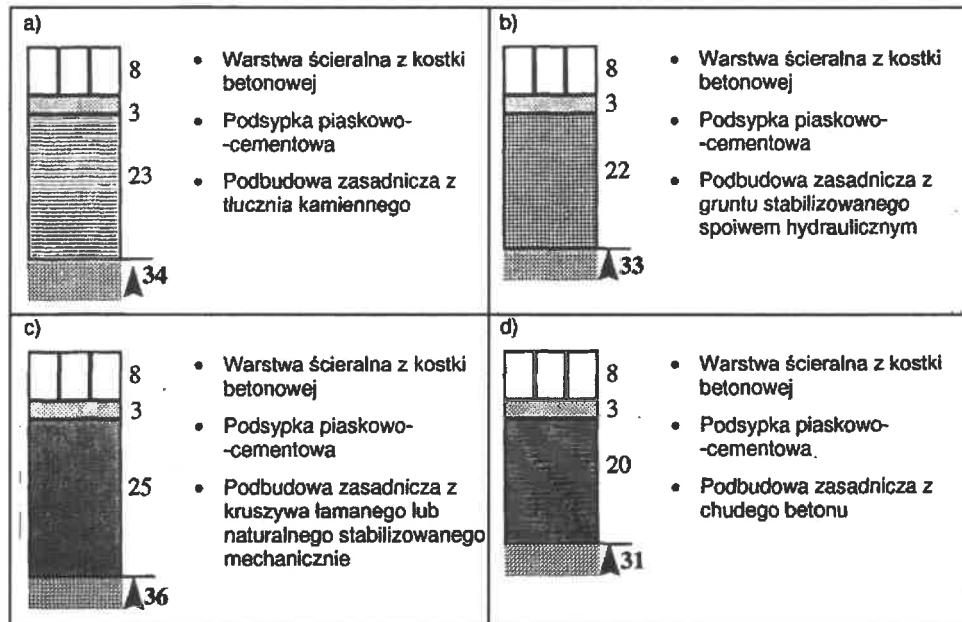 a)
8
3
23
34
• Warstwa ścieralna z kostki
betonowej
• Podsypka piaskowo-
-cementowa
• Podbudowa zasadnicza z
tłucznia kamiennego
b)
8
3
22
33
• Warstwa ścieralna z kostki
betonowej
• Podsypka piaskowo-
-cementowa
• Podbudowa zasadnicza z
gruntu stabilizowanego
spoiwem hydraulicznym
c)
8
3
25
36
• Warstwa ścieralna z kostki
betonowej
• Podsypka piaskowo-
-cementowa
• Podbudowa zasadnicza z
kruszywa łamanego lub
naturalnego stabilizowanego
mechanicznie
d)
8
3
20
31
• Warstwa ścieralna z kostki
betonowej
• Podsypka piaskowo-
-cementowa
• Podbudowa zasadnicza z
chudego betonu